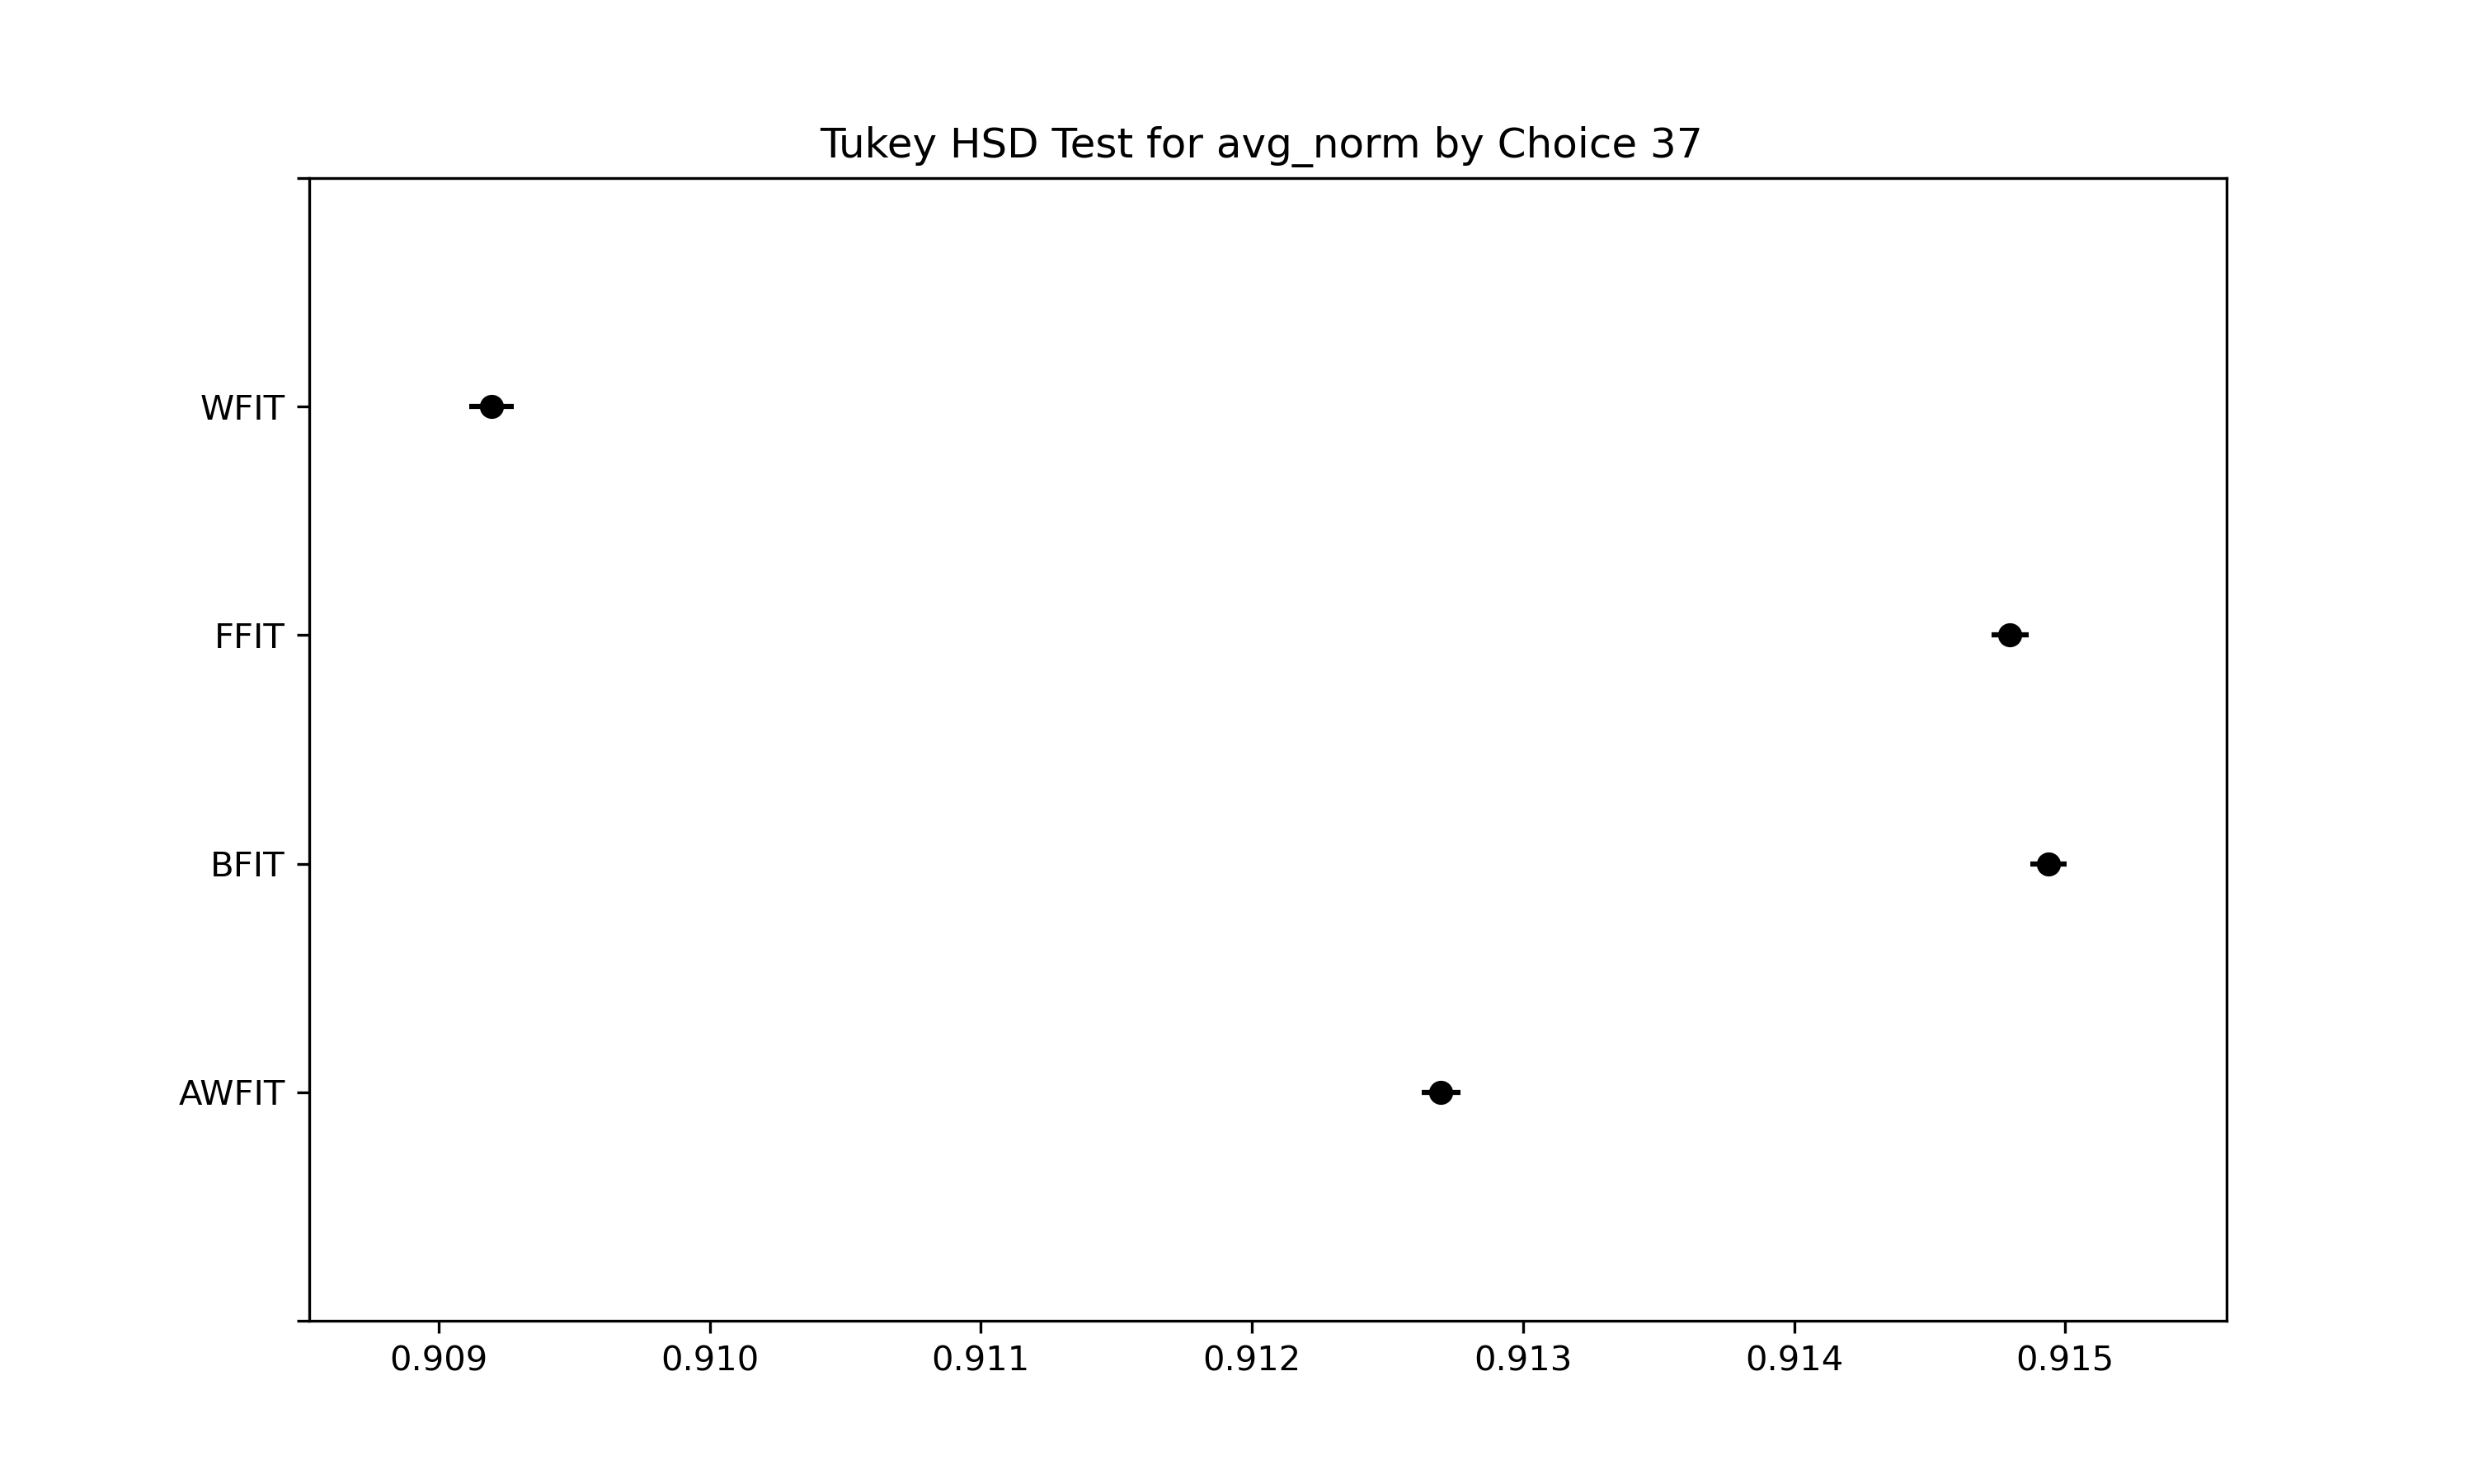 Tukey HSD Test for avg_norm by Choice 37
WFIT
FFIT
BFIT
AWFIT
0.909 0.910 0.911 0.912 0.913 0.914 0.915